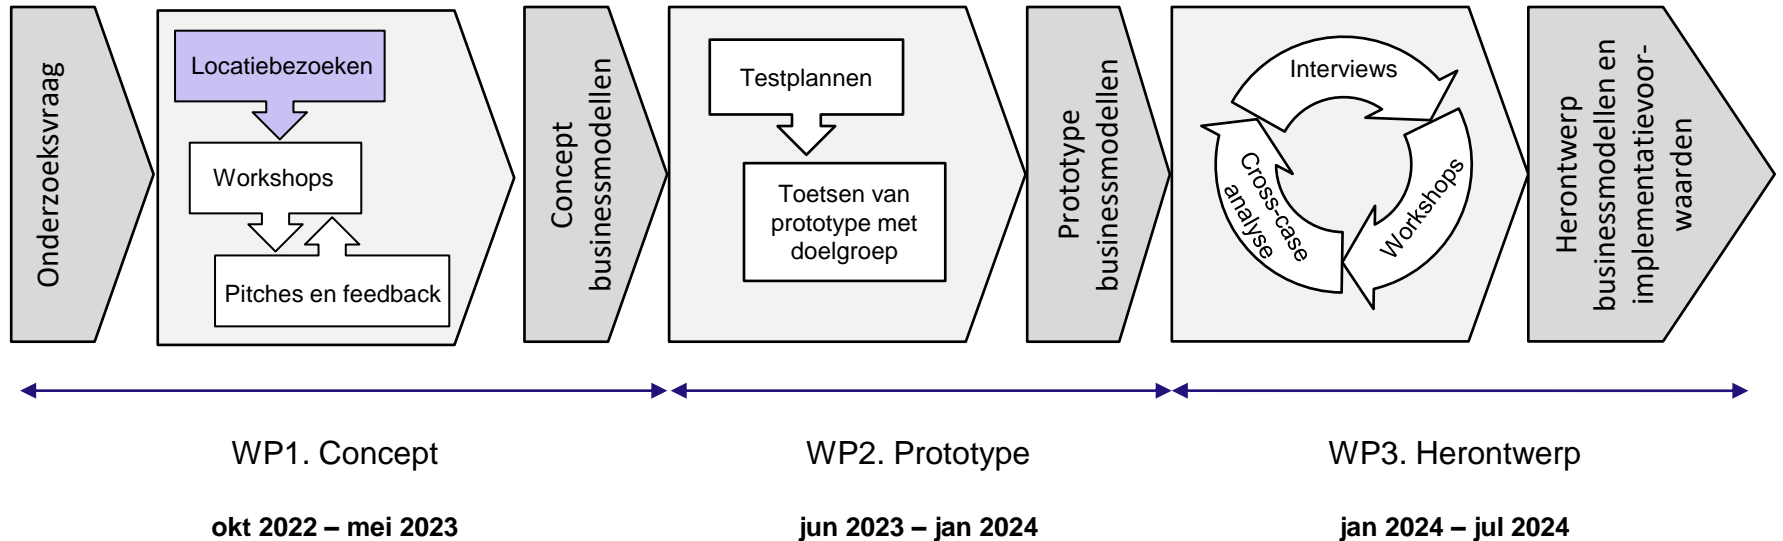 Onderzoeksvraag
Locatiebezoeken
Workshops
Pitches en feedback
Concept
businessmodellen
Testplannen
Toetsen van
prototype met
doelgroep
Prototype
businessmodellen
Interviews
Workshops
Cross-case
analyse
Herontwerp
businessmodellen en
implementatievoor-
waarden
WP1. Concept
WP2. Prototype
WP3. Herontwerp
okt 2022 – mei 2023
jun 2023 – jan 2024
jan 2024 – jul 2024